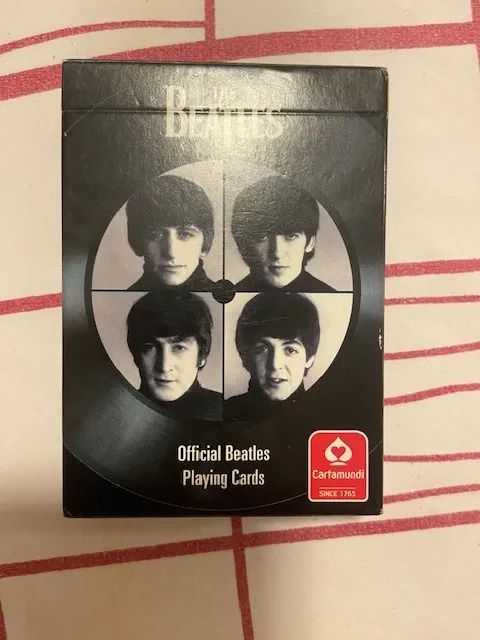 THE
BEATLES
Official Beatles
Playing Cards
Cartamundi
SINCE 1765